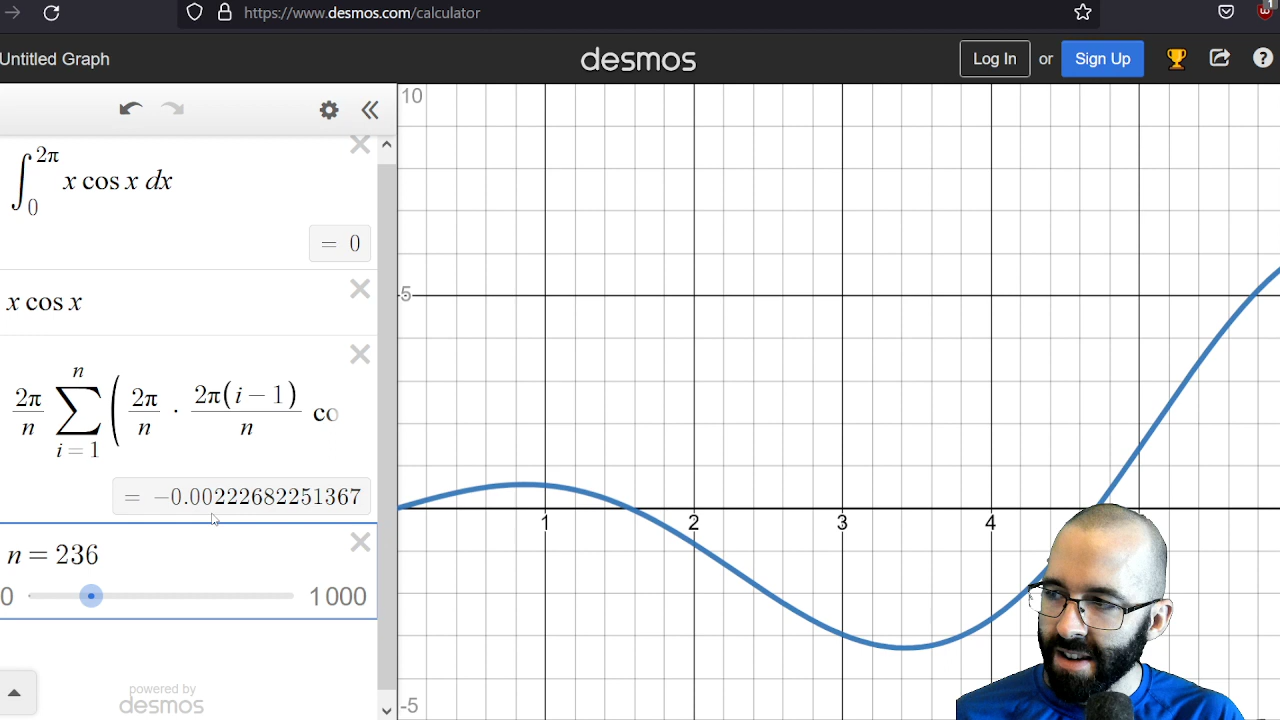 https://www.desmos.com/calculator
1
Untitled Graph
desmos
Log In or Sign Up
?
∫₀^2π x cos x dx
= 0
x cos x
2π/n ∑_{i=1}^{n} ( 2π/n · 2π(i − 1)/n co
= −0.00222682251367
n = 236
0 1000
powered by
desmos
10
5
1 2 3 4
-5